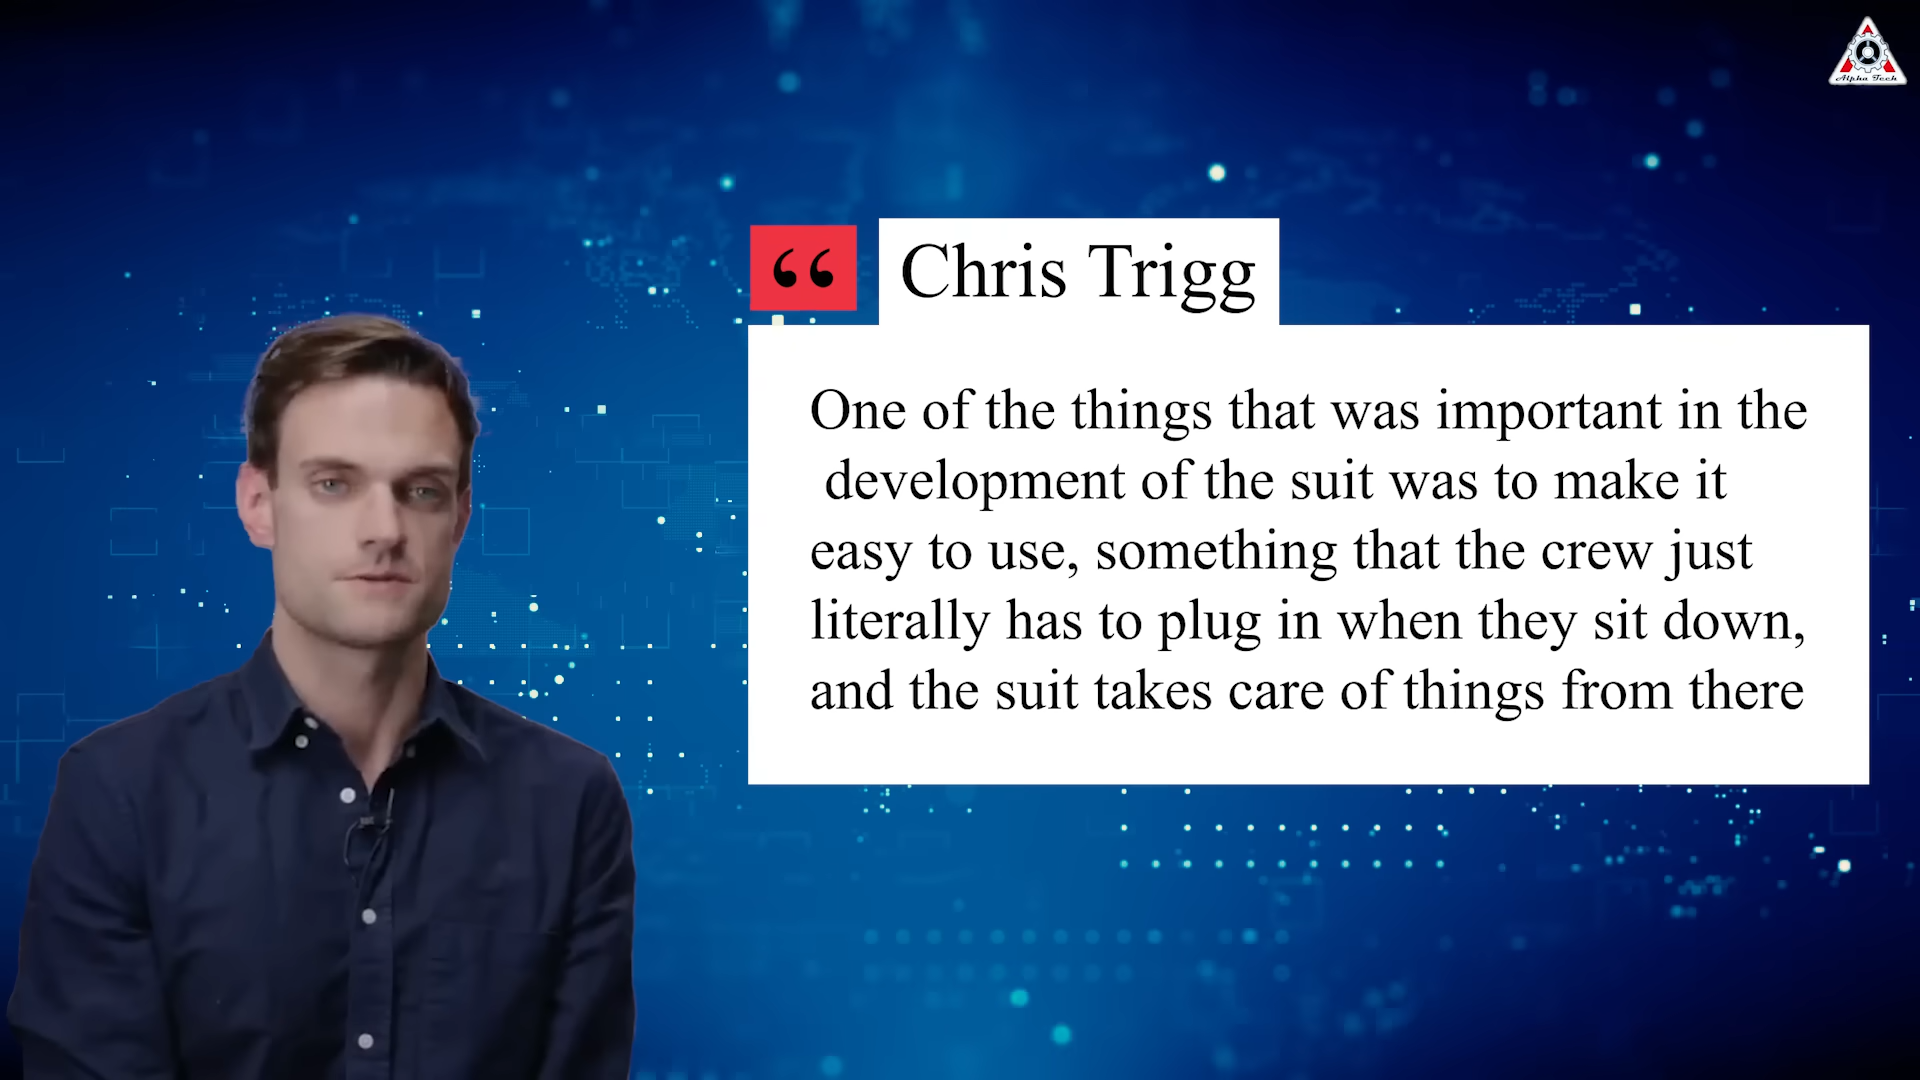 Alpha Tech
“ Chris Trigg
One of the things that was important in the
development of the suit was to make it
easy to use, something that the crew just
literally has to plug in when they sit down,
and the suit takes care of things from there